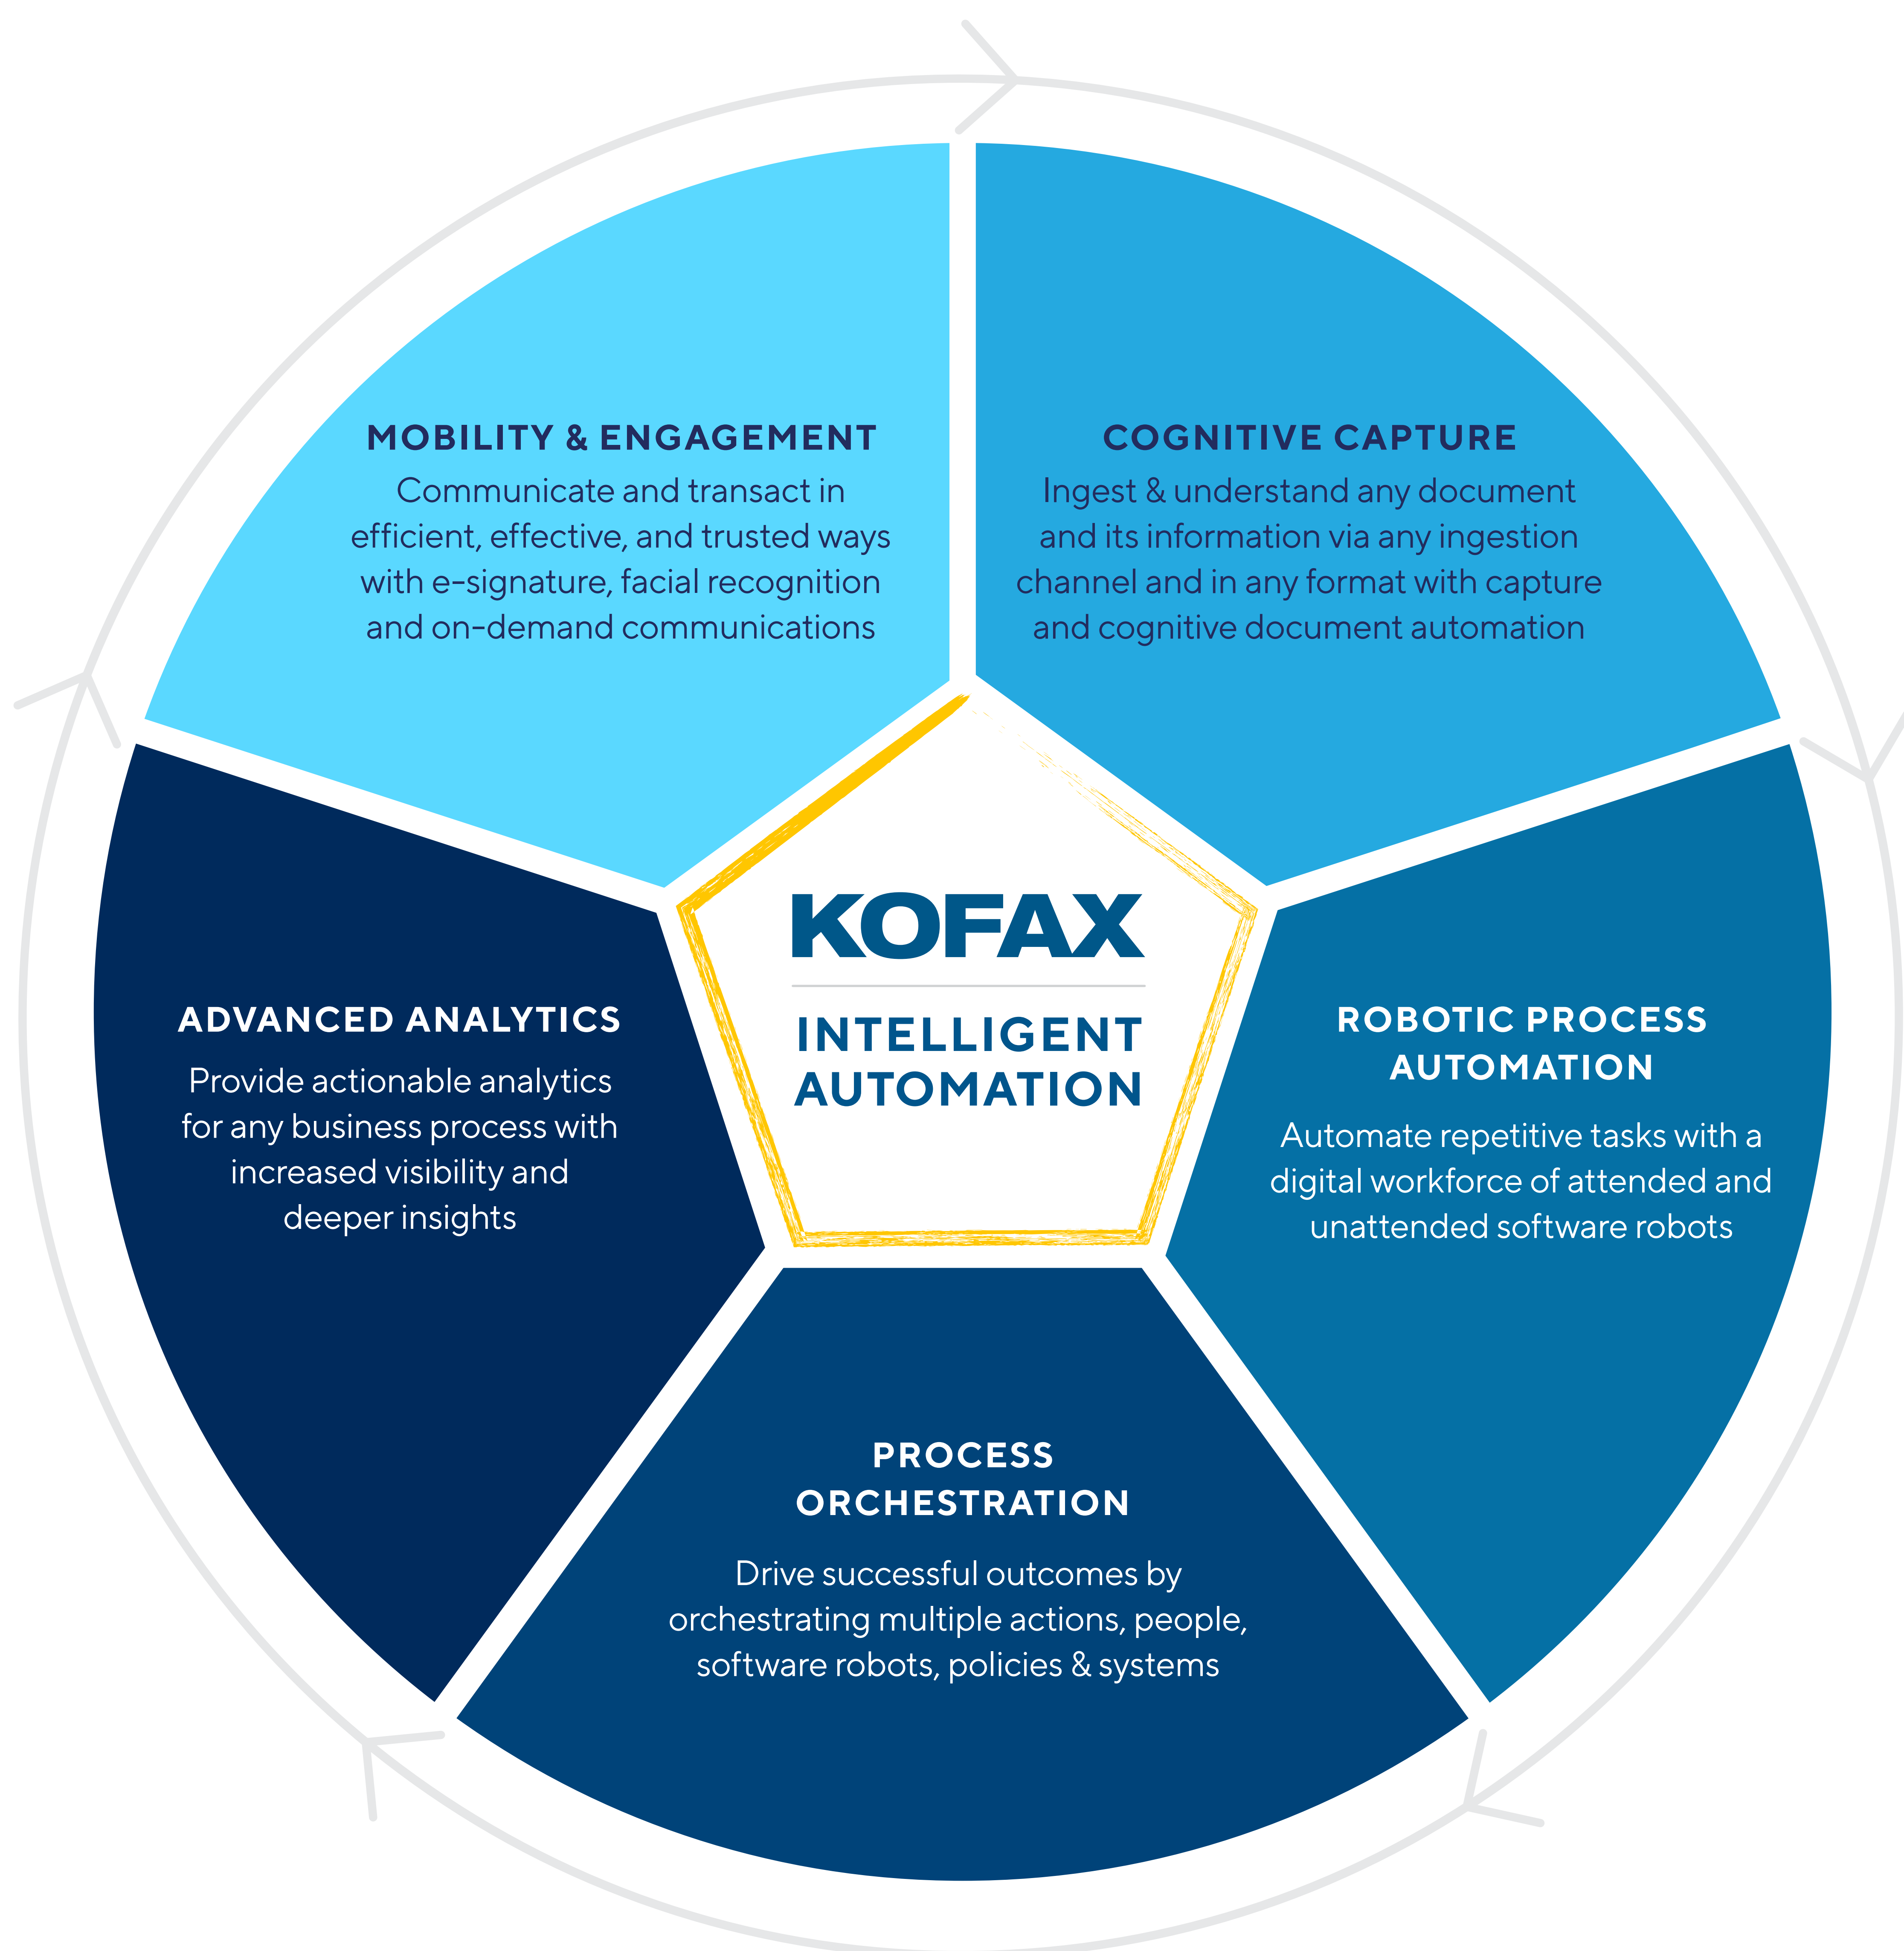 MOBILITY & ENGAGEMENT
Communicate and transact in
efficient, effective, and trusted ways
with e-signature, facial recognition
and on-demand communications
COGNITIVE CAPTURE
Ingest & understand any document
and its information via any ingestion
channel and in any format with capture
and cognitive document automation
KOFAX
INTELLIGENT
AUTOMATION
ADVANCED ANALYTICS
Provide actionable analytics
for any business process with
increased visibility and
deeper insights
ROBOTIC PROCESS
AUTOMATION
Automate repetitive tasks with a
digital workforce of attended and
unattended software robots
PROCESS
ORCHESTRATION
Drive successful outcomes by
orchestrating multiple actions, people,
software robots, policies & systems